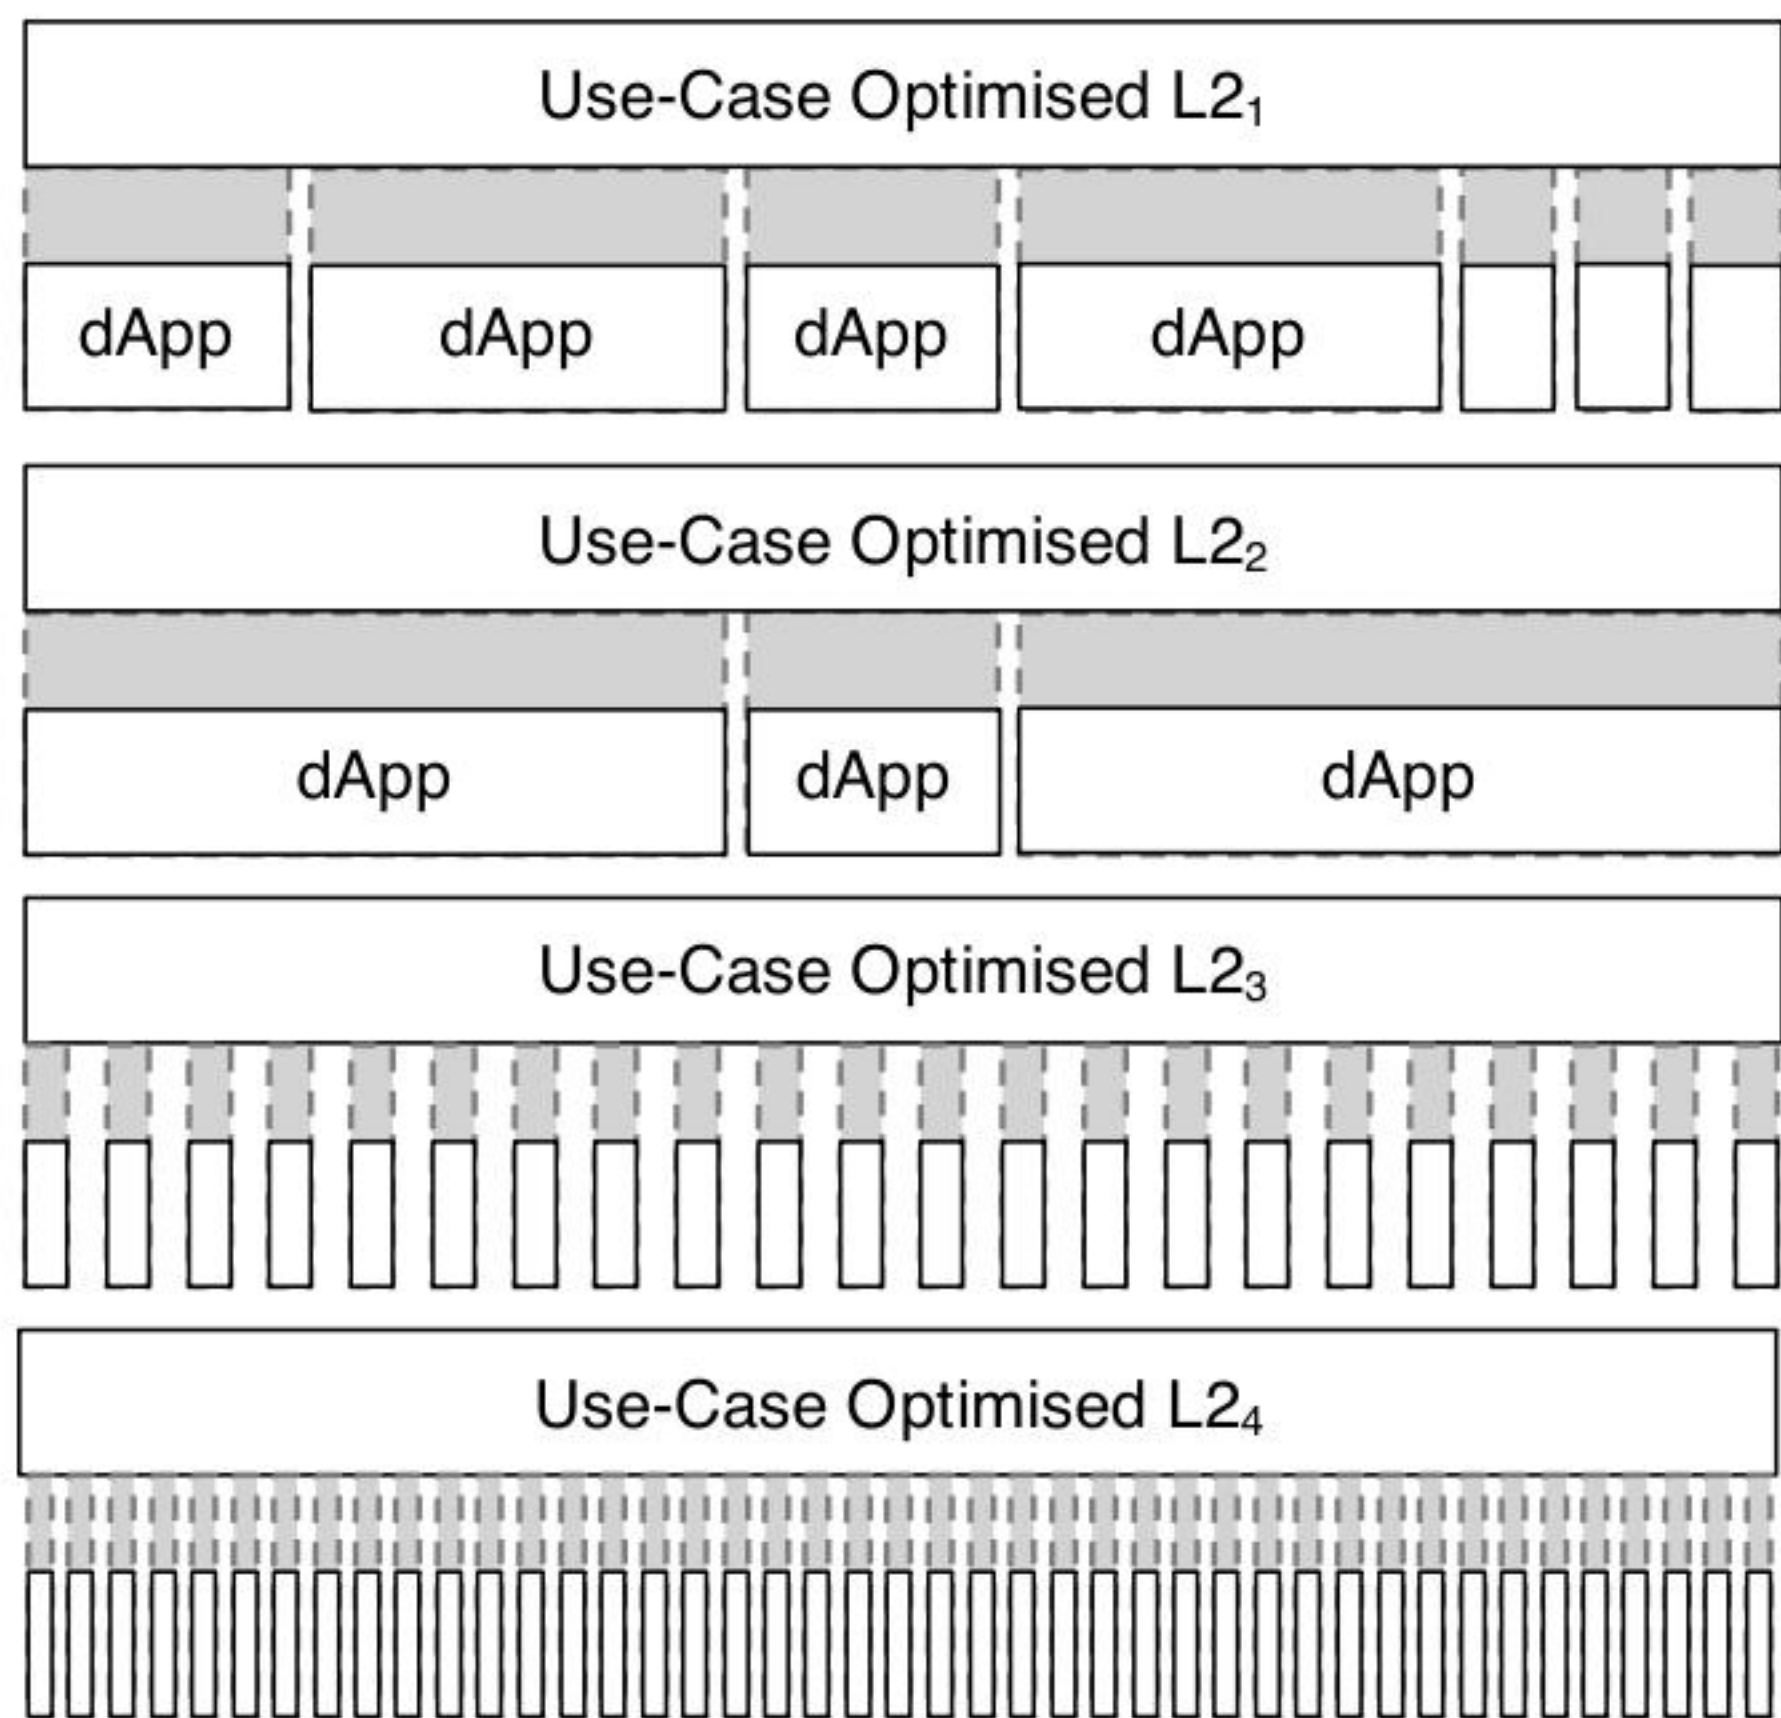 Use-Case Optimised L2₁
dApp dApp dApp dApp
Use-Case Optimised L2₂
dApp dApp dApp
Use-Case Optimised L2₃
Use-Case Optimised L2₄